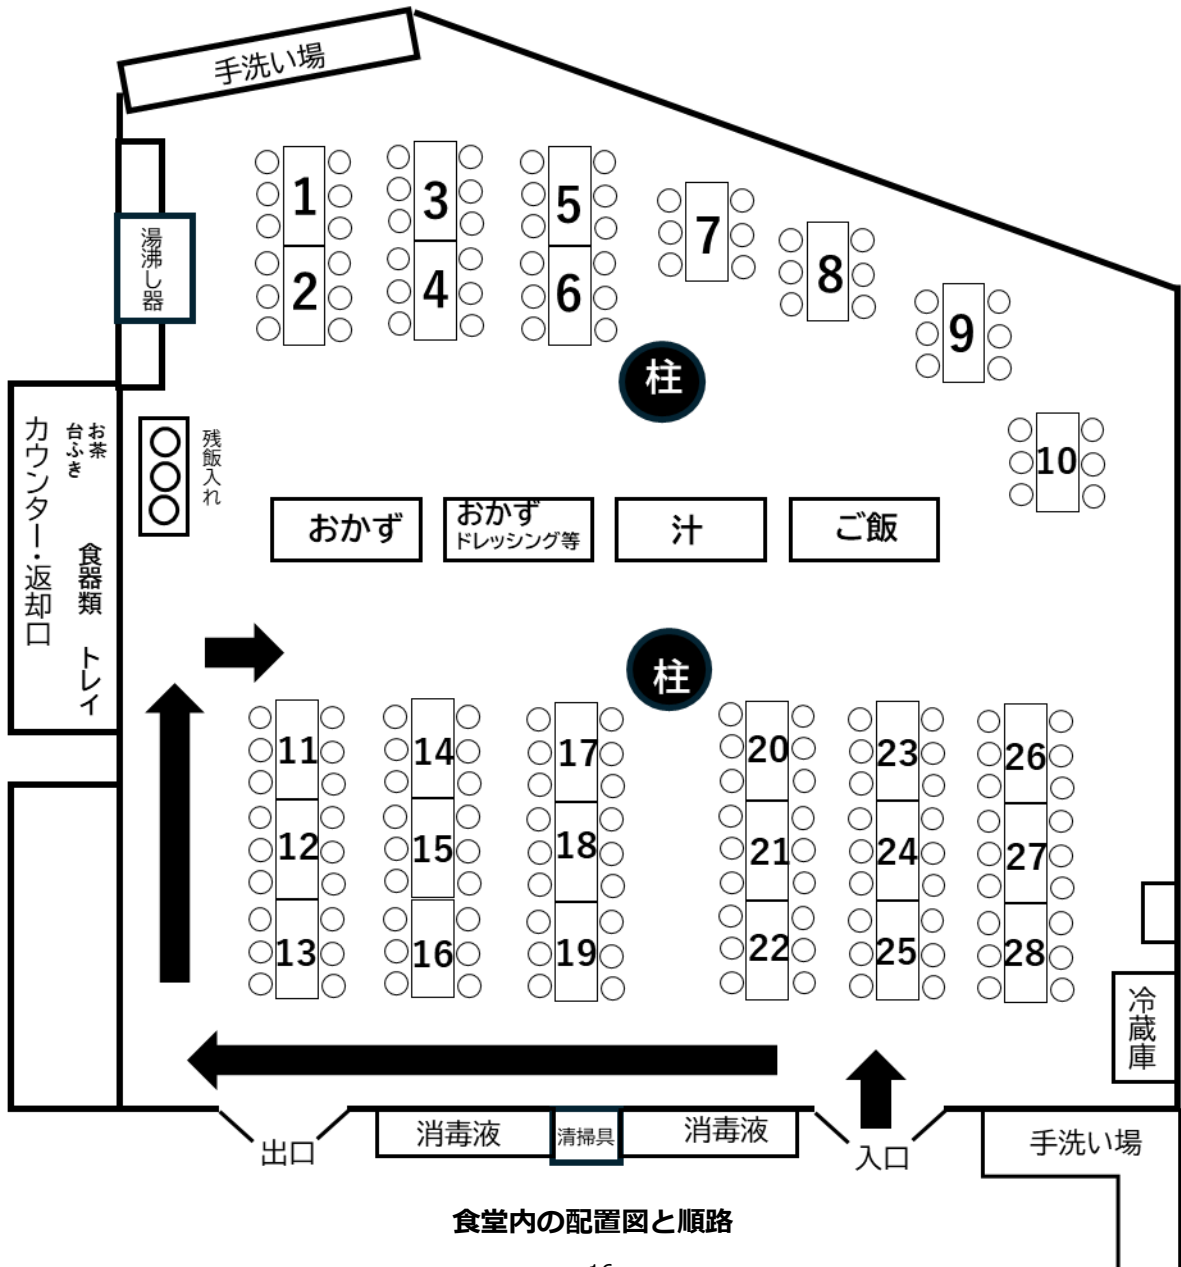 手洗い場
1
3
5
7
8
9
10
2
4
6
湯沸し器
柱
カウンター・返却口
お茶
台ふき
食器類
トレイ
残飯入れ
おかず
おかず
ドレッシング等
汁
ご飯
柱
11
14
17
20
23
26
12
15
18
21
24
27
13
16
19
22
25
28
冷蔵庫
出口
消毒液
清掃具
消毒液
入口
手洗い場
食堂内の配置図と順路